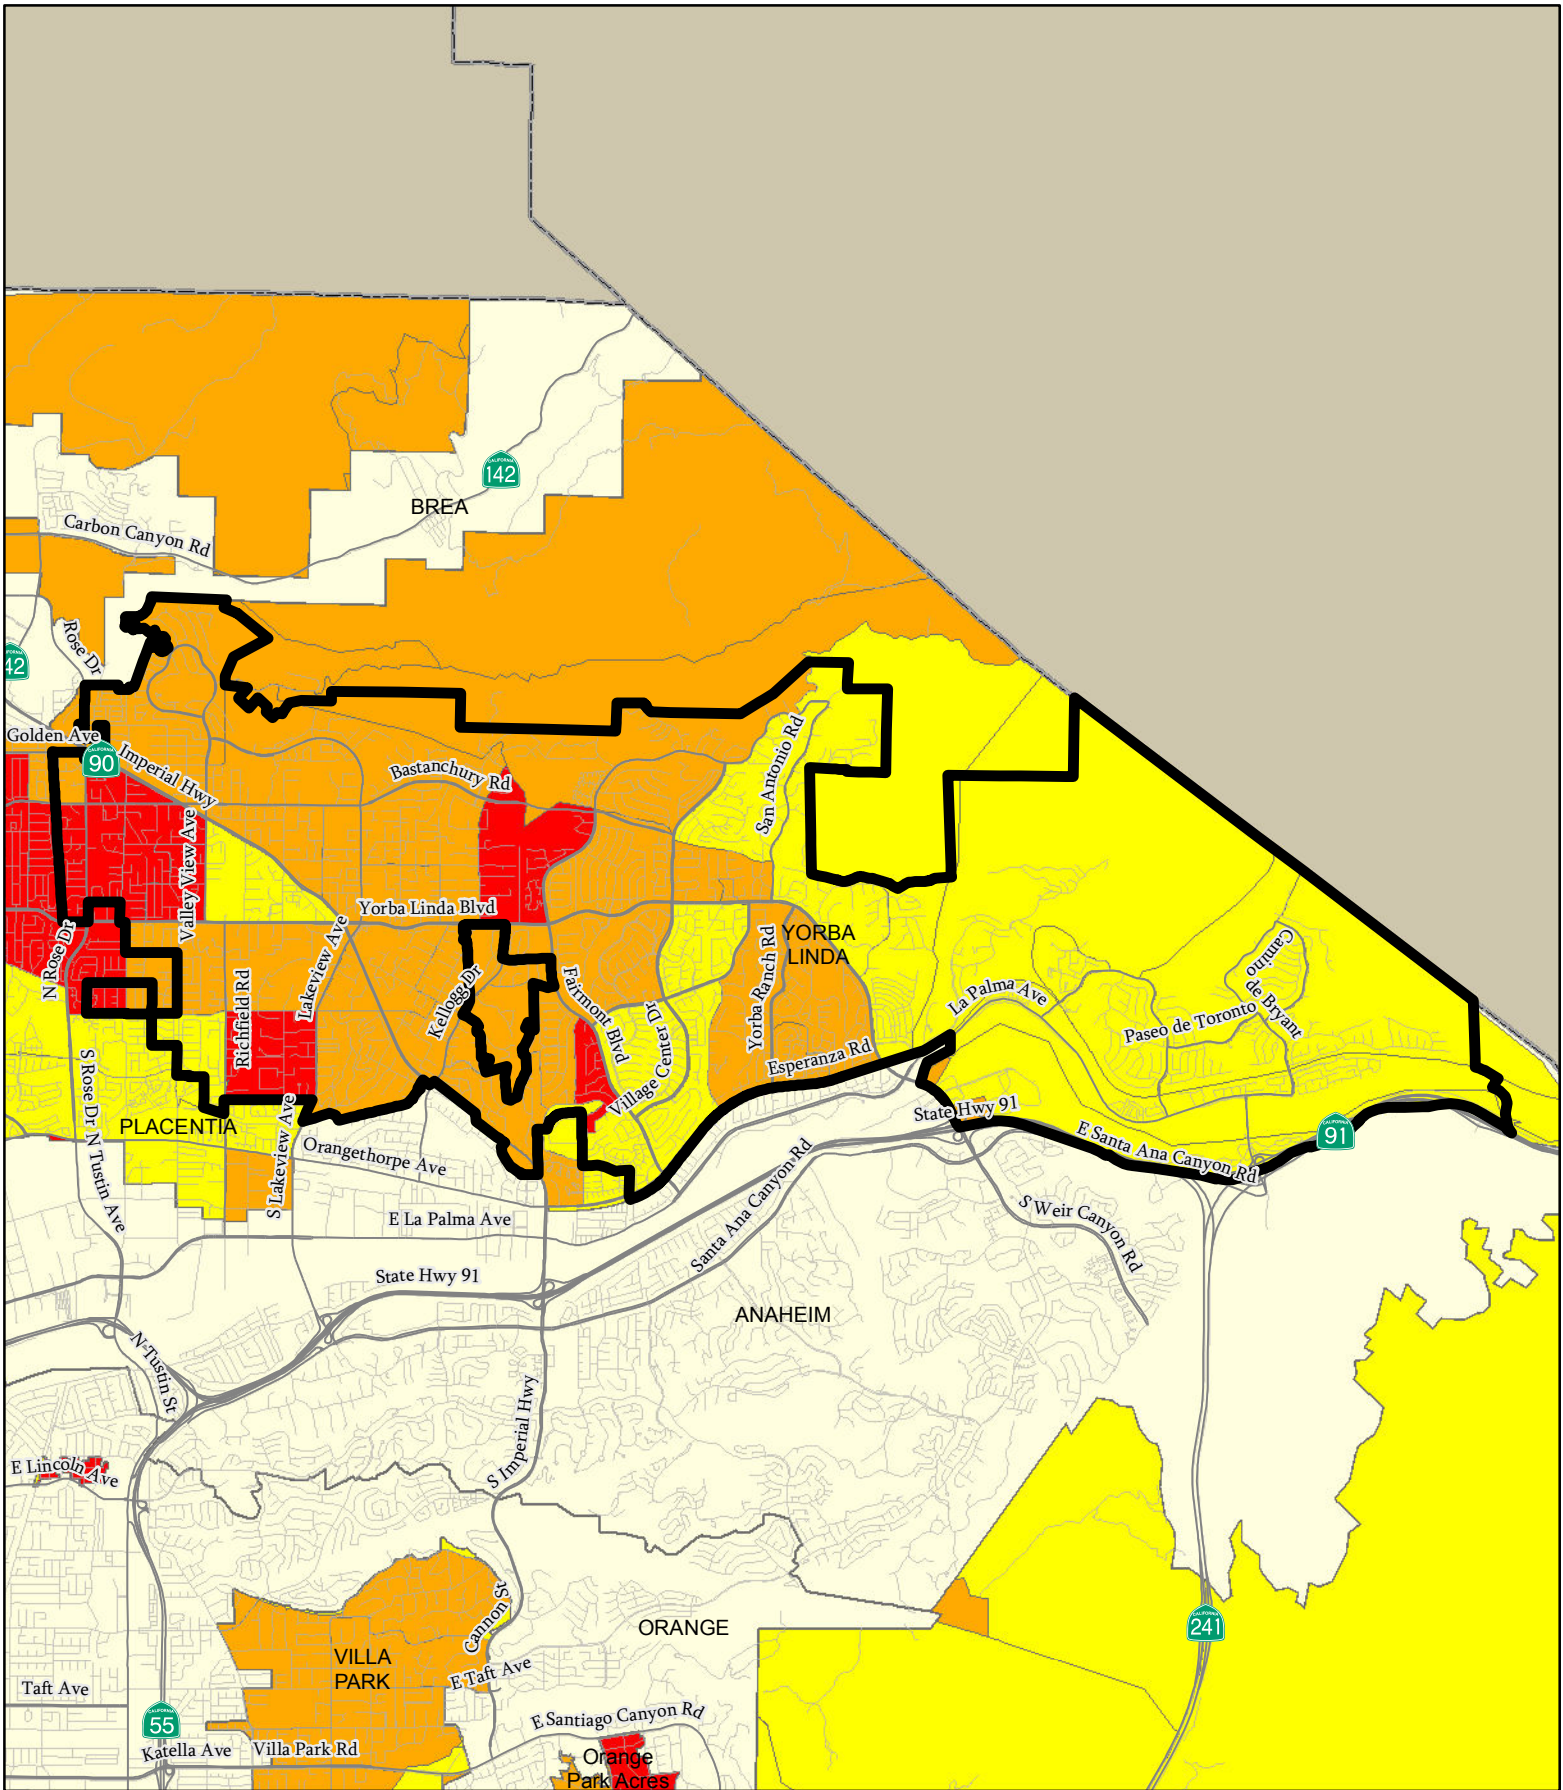 CALIFORNIA
142
BREA
Carbon Canyon Rd
Rose Dr
42
Golden Ave
CALIFORNIA
90
Imperial Hwy
Bastanchury Rd
San Antonio Rd
Valley View Ave
Yorba Linda Blvd
N Rose Dr
Richfield Rd
Lakeview Ave
Kellogg Dr
Fairmont Blvd
Village Center Dr
Yorba Ranch Rd
YORBA
LINDA
Esperanza Rd
La Palma Ave
Camino
de Bryant
Paseo de Toronto
S Rose Dr
N Tustin Ave
PLACENTIA
S Lakeview Ave
Orangethorpe Ave
E La Palma Ave
State Hwy 91
E Santa Ana Canyon Rd
CALIFORNIA
91
Santa Ana Canyon Rd
S Weir Canyon Rd
State Hwy 91
ANAHEIM
N Tustin St
S Imperial Hwy
E Lincoln Ave
Cannon St
ORANGE
CALIFORNIA
241
VILLA
PARK
E Taft Ave
Taft Ave
CALIFORNIA
55
E Santiago Canyon Rd
Katella Ave
Villa Park Rd
Orange
Park Acres